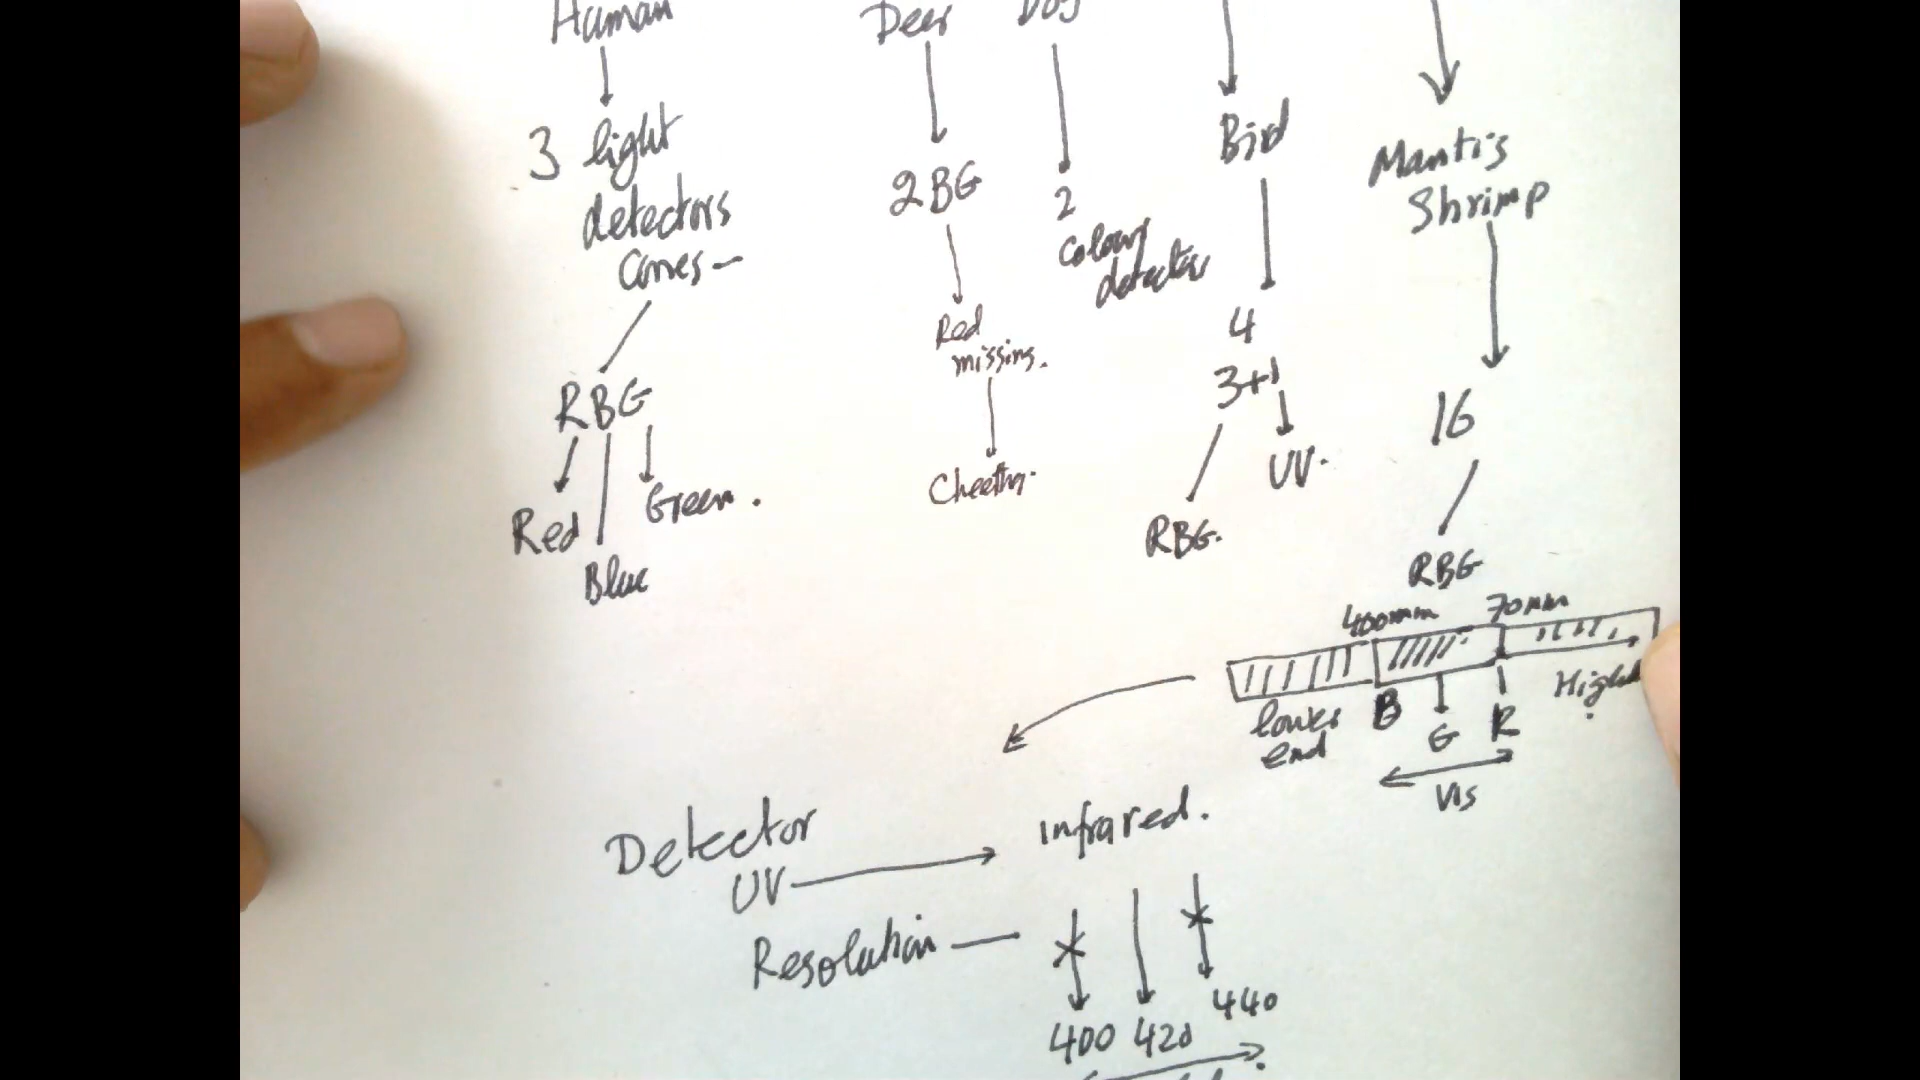 Human
3 light
detectors
Cones-
RBG
Red
Blue
Green.
Deer
2BG
Red
missing.
Dog
2
Colour
detector
Bird
4
3+1
UV.
RBG.
Mantis
Shrimp
16
RBG
400nm
70nm
lower
end
B
G
R
High
Vis
Detector
UV
infrared.
Resolution
400 420 440